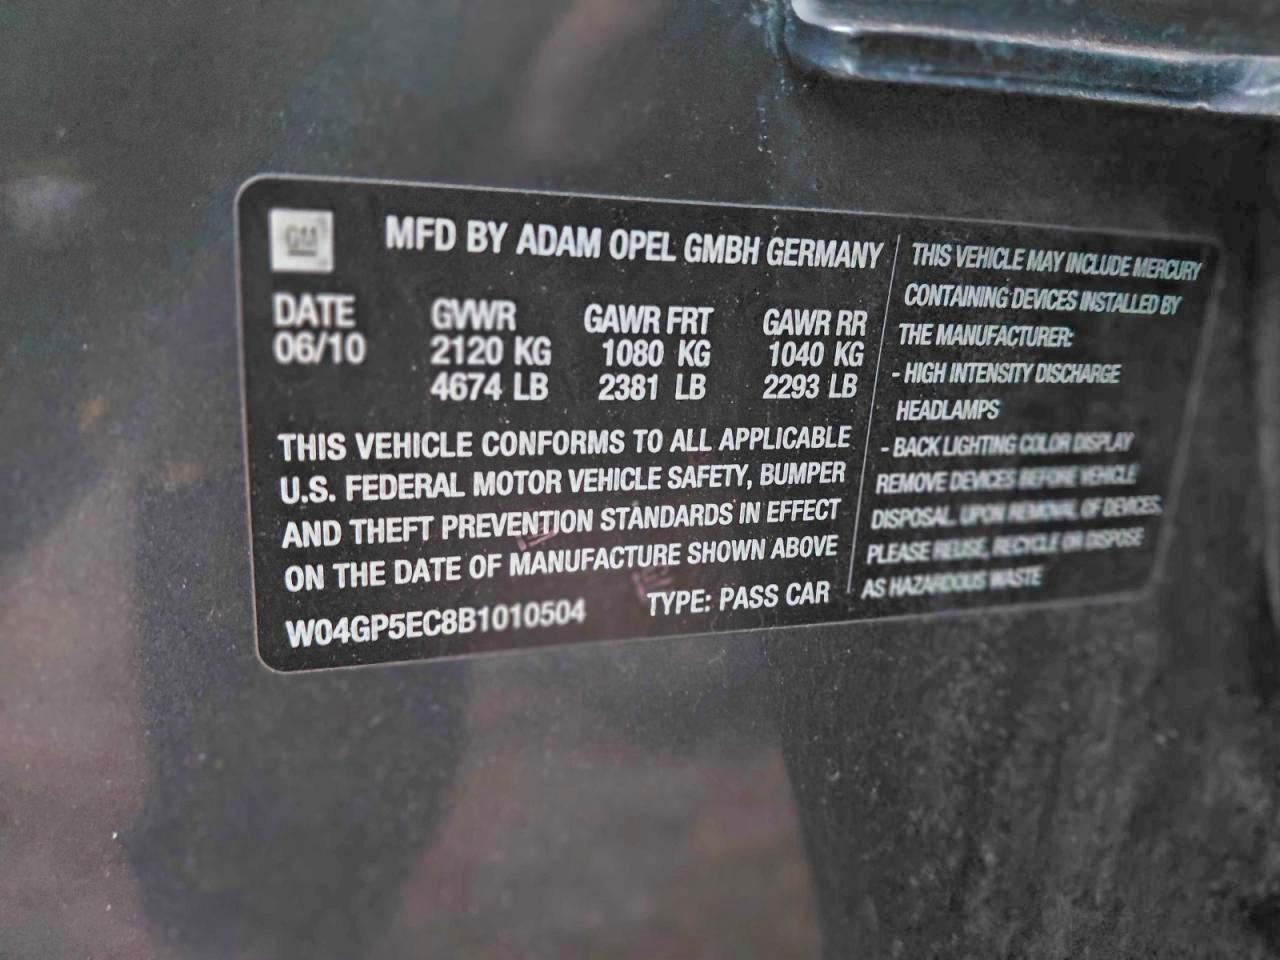 GM
MFD BY ADAM OPEL GMBH GERMANY
DATE GVWR GAWR FRT GAWR RR
06/10 2120 KG 1080 KG 1040 KG
4674 LB 2381 LB 2293 LB
THIS VEHICLE CONFORMS TO ALL APPLICABLE
U.S. FEDERAL MOTOR VEHICLE SAFETY, BUMPER
AND THEFT PREVENTION STANDARDS IN EFFECT
ON THE DATE OF MANUFACTURE SHOWN ABOVE
W04GP5EC8B1010504 TYPE: PASS CAR
THIS VEHICLE MAY INCLUDE MERCURY
CONTAINING DEVICES INSTALLED BY
THE MANUFACTURER:
- HIGH INTENSITY DISCHARGE
HEADLAMPS
- BACK LIGHTING COLOR DISPLAY
REMOVE DEVICES BEFORE VEHICLE
DISPOSAL. UPON REMOVAL OF DEVICES,
PLEASE REUSE, RECYCLE OR DISPOSE
AS HAZARDOUS WASTE